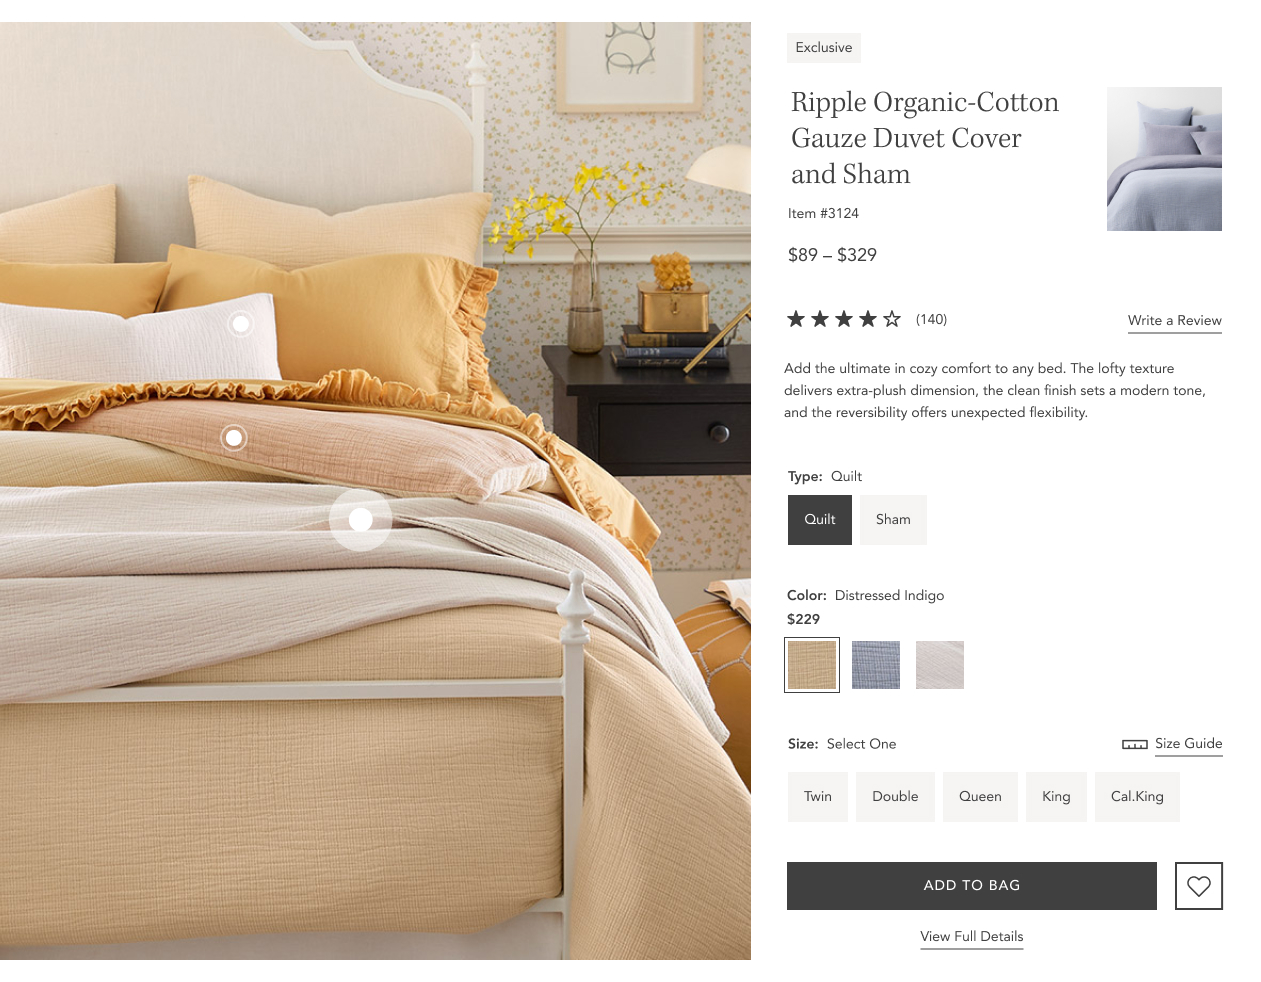 Exclusive
Ripple Organic-Cotton
Gauze Duvet Cover
and Sham
Item #3124
$89 – $329
(140)
Write a Review
Add the ultimate in cozy comfort to any bed. The lofty texture
delivers extra-plush dimension, the clean finish sets a modern tone,
and the reversibility offers unexpected flexibility.
Type: Quilt
Quilt
Sham
Color: Distressed Indigo
$229
Size: Select One
Size Guide
Twin
Double
Queen
King
Cal.King
ADD TO BAG
View Full Details